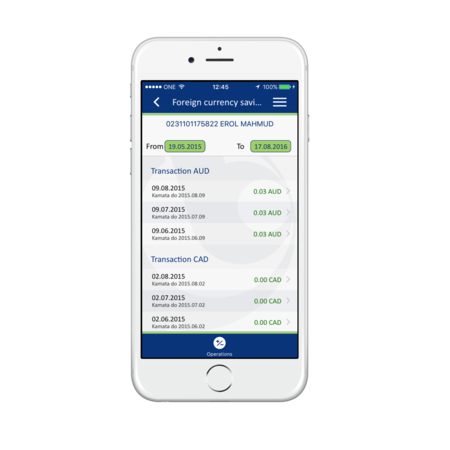 ONE 12:45 100%
Foreign currency savi...
0231101175822 EROL MAHMUD
From 19.05.2015 To 17.08.2016
Transaction AUD
09.08.2015
Kamata do 2015.08.09
0.03 AUD
09.07.2015
Kamata do 2015.07.09
0.03 AUD
09.06.2015
Kamata do 2015.06.09
0.03 AUD
Transaction CAD
02.08.2015
Kamata do 2015.08.02
0.00 CAD
02.07.2015
Kamata do 2015.07.02
0.00 CAD
02.06.2015
Kamata do 2015.06.02
0.00 CAD
Operations